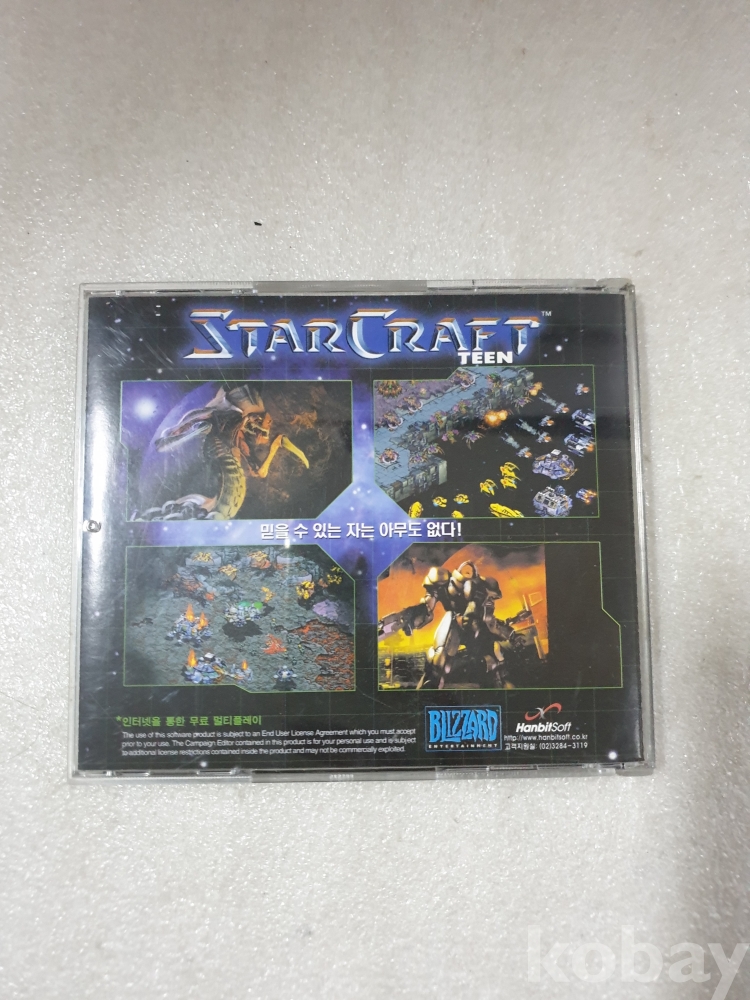 STARCRAFT™
TEEN
믿을 수 있는 자는 아무도 없다!
*인터넷을 통한 무료 멀티플레이
The use of this software product is subject to an End User License Agreement which you must accept
prior to your use. The Campaign Editor contained in this product is for your personal use and is subject
to additional license restrictions contained inside the product and may not be commercially exploited.
BLIZZARD
ENTERTAINMENT
HanbitSoft
http://www.hanbitsoft.co.kr
고객지원실: (02)3284-3119
kobay